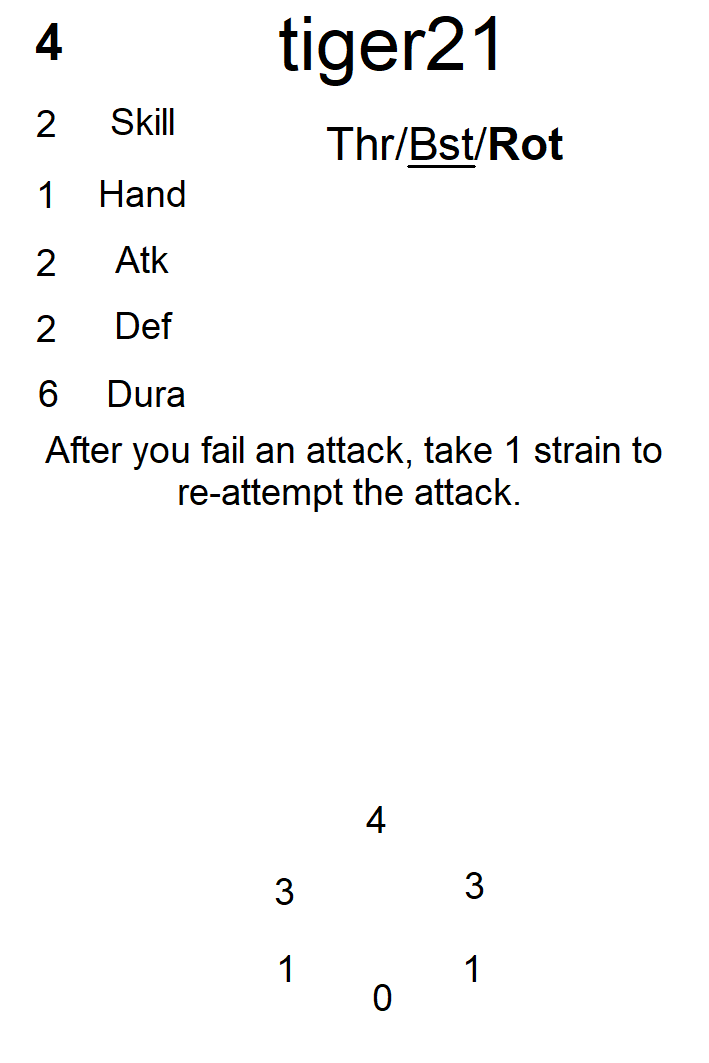 4 tiger21
2 Skill
Thr/Bst/Rot
1 Hand
2 Atk
2 Def
6 Dura
After you fail an attack, take 1 strain to
re-attempt the attack.
4
3 3
1 1
0